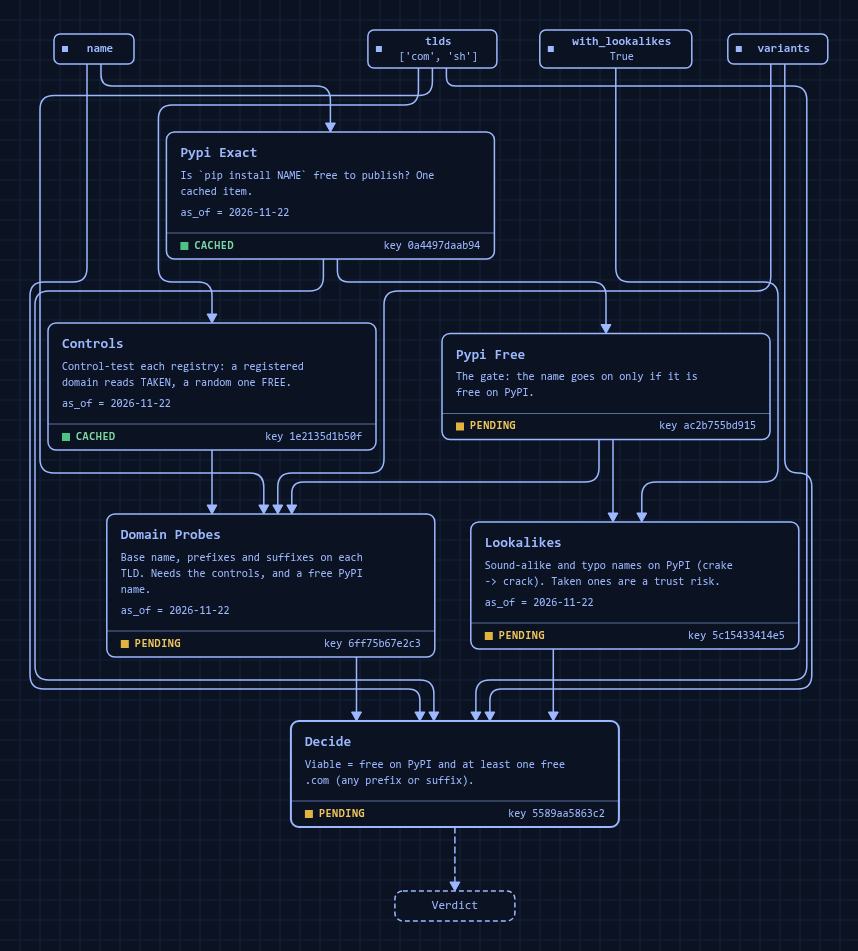 name
tlds
['com', 'sh']
with_lookalikes
True
variants
Pypi Exact
Is `pip install NAME` free to publish? One
cached item.
as_of = 2026-11-22
CACHED
key 0a4497daab94
Controls
Control-test each registry: a registered
domain reads TAKEN, a random one FREE.
as_of = 2026-11-22
CACHED
key 1e2135d1b50f
Pypi Free
The gate: the name goes on only if it is
free on PyPI.
PENDING
key ac2b755bd915
Domain Probes
Base name, prefixes and suffixes on each
TLD. Needs the controls, and a free PyPI
name.
as_of = 2026-11-22
PENDING
key 6ff75b67e2c3
Lookalikes
Sound-alike and typo names on PyPI (crake
-> crack). Taken ones are a trust risk.
as_of = 2026-11-22
PENDING
key 5c15433414e5
Decide
Viable = free on PyPI and at least one free
.com (any prefix or suffix).
PENDING
key 5589aa5863c2
Verdict